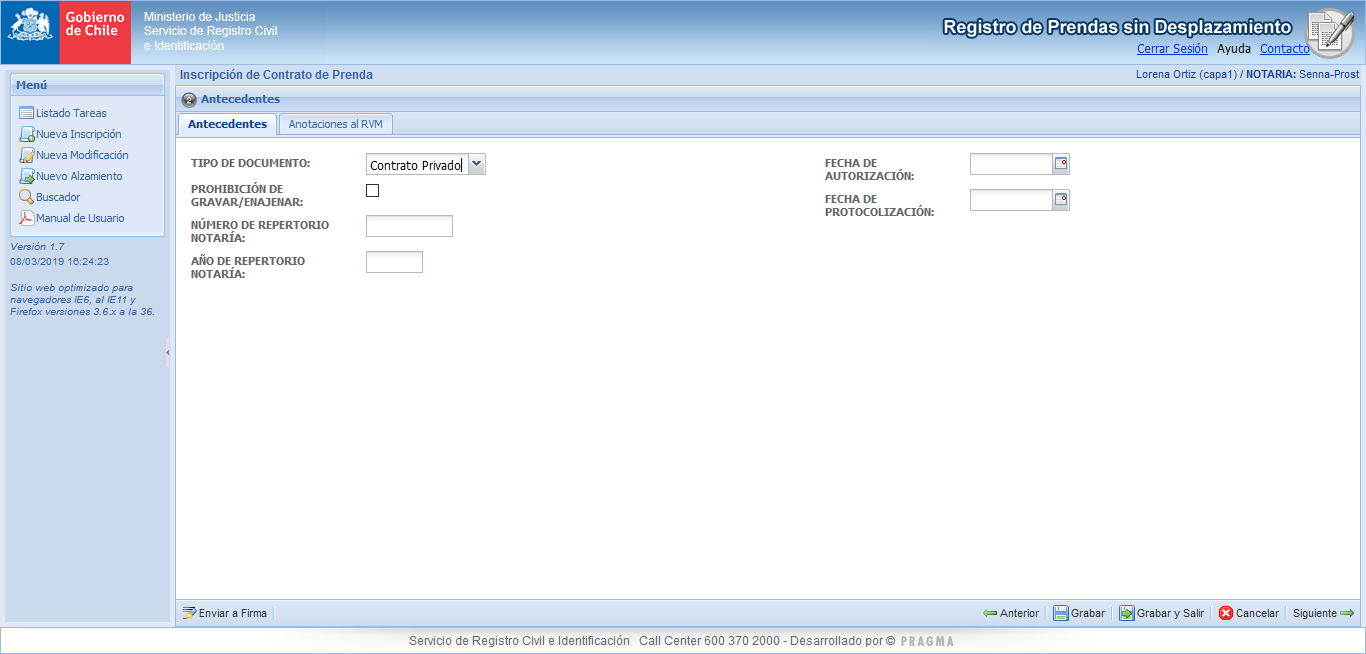 Gobierno
de Chile
Ministerio de Justicia
Servicio de Registro Civil
e Identificación
Registro de Prendas sin Desplazamiento
Cerrar Sesión Ayuda Contacto
Menú
Listado Tareas
Nueva Inscripción
Nueva Modificación
Nuevo Alzamiento
Buscador
Manual de Usuario
Versión 1.7
08/03/2019 16:24:23
Sitio web optimizado para
navegadores IE6, al IE11 y
Firefox versiones 3.6.x a la 36.
Inscripción de Contrato de Prenda
Lorena Ortiz (capa1) / NOTARIA: Senna-Prost
2 Antecedentes
Antecedentes Anotaciones al RVM
TIPO DE DOCUMENTO: Contrato Privado
PROHIBICIÓN DE
GRAVAR/ENAJENAR:
NÚMERO DE REPERTORIO
NOTARÍA:
AÑO DE REPERTORIO
NOTARÍA:
FECHA DE
AUTORIZACIÓN:
FECHA DE
PROTOCOLIZACIÓN:
Enviar a Firma Anterior Grabar Grabar y Salir Cancelar Siguiente
Servicio de Registro Civil e Identificación Call Center 600 370 2000 - Desarrollado por © PRAGMA